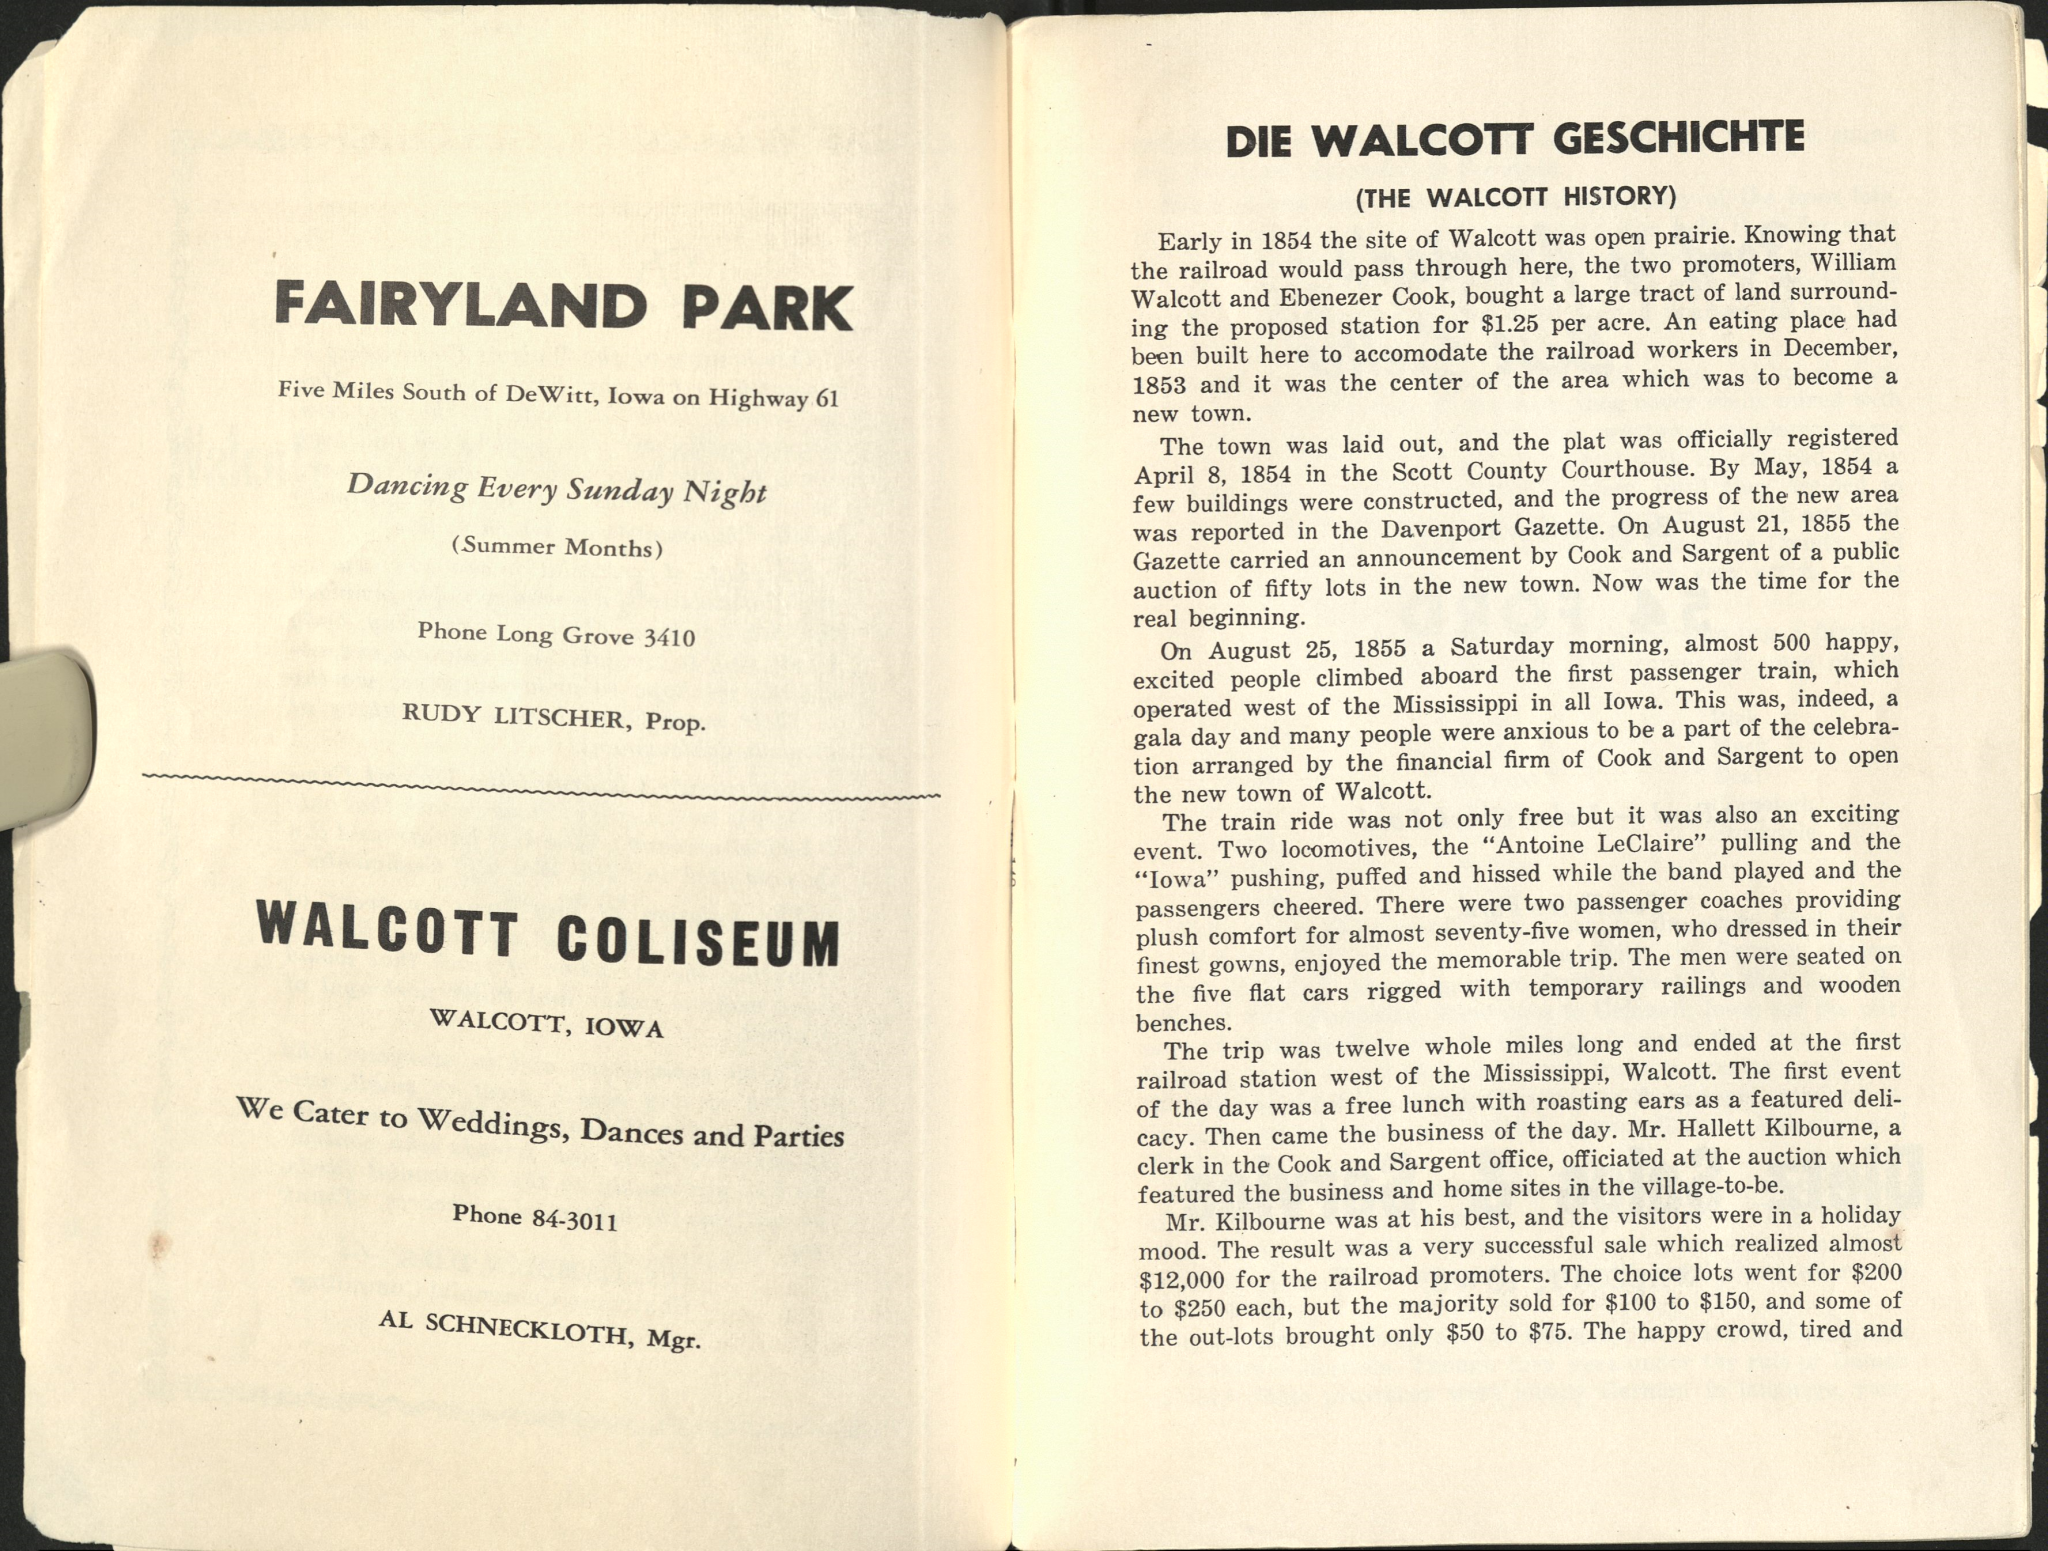 FAIRYLAND PARK
Five Miles South of DeWitt, Iowa on Highway 61
Dancing Every Sunday Night
(Summer Months)
Phone Long Grove 3410
RUDY LITSCHER, Prop.
WALCOTT COLISEUM
WALCOTT, IOWA
We Cater to Weddings, Dances and Parties
Phone 84-3011
AL SCHNECKLOTH, Mgr.
DIE WALCOTT GESCHICHTE
(THE WALCOTT HISTORY)
Early in 1854 the site of Walcott was open prairie. Knowing that
the railroad would pass through here, the two promoters, William
Walcott and Ebenezer Cook, bought a large tract of land surround-
ing the proposed station for $1.25 per acre. An eating place had
been built here to accomodate the railroad workers in December,
1853 and it was the center of the area which was to become a
new town.
The town was laid out, and the plat was officially registered
April 8, 1854 in the Scott County Courthouse. By May, 1854 a
few buildings were constructed, and the progress of the new area
was reported in the Davenport Gazette. On August 21, 1855 the
Gazette carried an announcement by Cook and Sargent of a public
auction of fifty lots in the new town. Now was the time for the
real beginning.
On August 25, 1855 a Saturday morning, almost 500 happy,
excited people climbed aboard the first passenger train, which
operated west of the Mississippi in all Iowa. This was, indeed, a
gala day and many people were anxious to be a part of the celebra-
tion arranged by the financial firm of Cook and Sargent to open
the new town of Walcott.
The train ride was not only free but it was also an exciting
event. Two locomotives, the "Antoine LeClaire" pulling and the
"Iowa" pushing, puffed and hissed while the band played and the
passengers cheered. There were two passenger coaches providing
plush comfort for almost seventy-five women, who dressed in their
finest gowns, enjoyed the memorable trip. The men were seated on
the five flat cars rigged with temporary railings and wooden
benches.
The trip was twelve whole miles long and ended at the first
railroad station west of the Mississippi, Walcott. The first event
of the day was a free lunch with roasting ears as a featured deli-
cacy. Then came the business of the day. Mr. Hallett Kilbourne, a
clerk in the Cook and Sargent office, officiated at the auction which
featured the business and home sites in the village-to-be.
Mr. Kilbourne was at his best, and the visitors were in a holiday
mood. The result was a very successful sale which realized almost
$12,000 for the railroad promoters. The choice lots went for $200
to $250 each, but the majority sold for $100 to $150, and some of
the out-lots brought only $50 to $75. The happy crowd, tired and